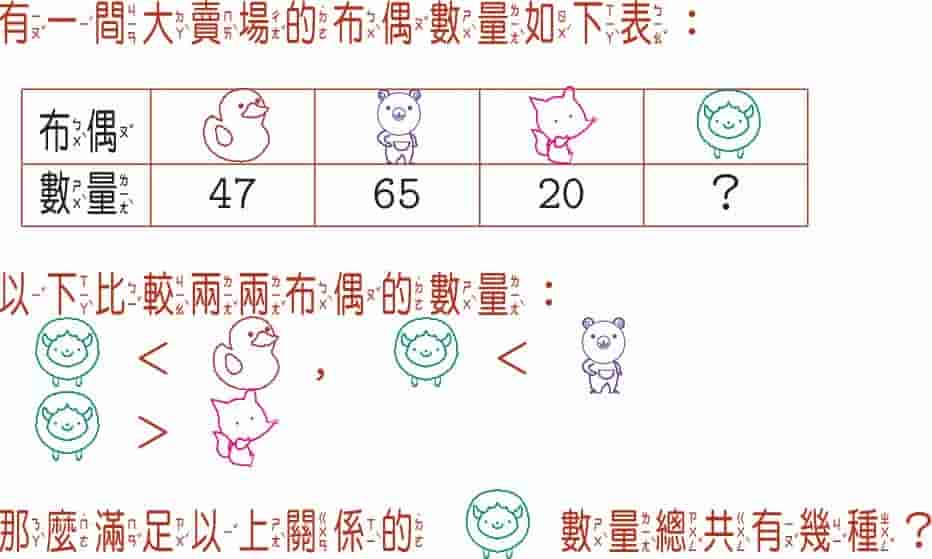 有一間大賣場的布偶數量如下表：
布偶
數量 47 65 20 ?
以下比較兩兩布偶的數量：
< , <
>
那麼滿足以上關係的 數量總共有幾種？